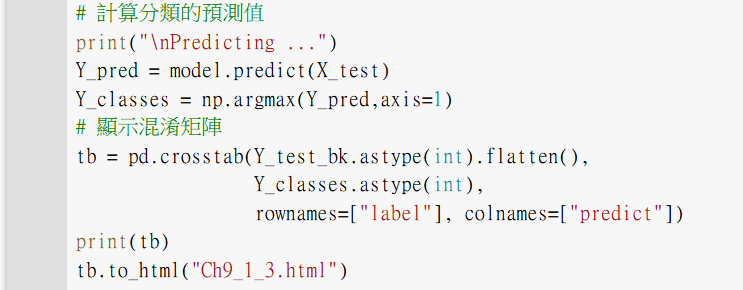 # 計算分類的預測值
print("\nPredicting ...")
Y_pred = model.predict(X_test)
Y_classes = np.argmax(Y_pred,axis=1)
# 顯示混淆矩陣
tb = pd.crosstab(Y_test_bk.astype(int).flatten(),
                 Y_classes.astype(int),
                 rownames=["label"], colnames=["predict"])
print(tb)
tb.to_html("Ch9_1_3.html")